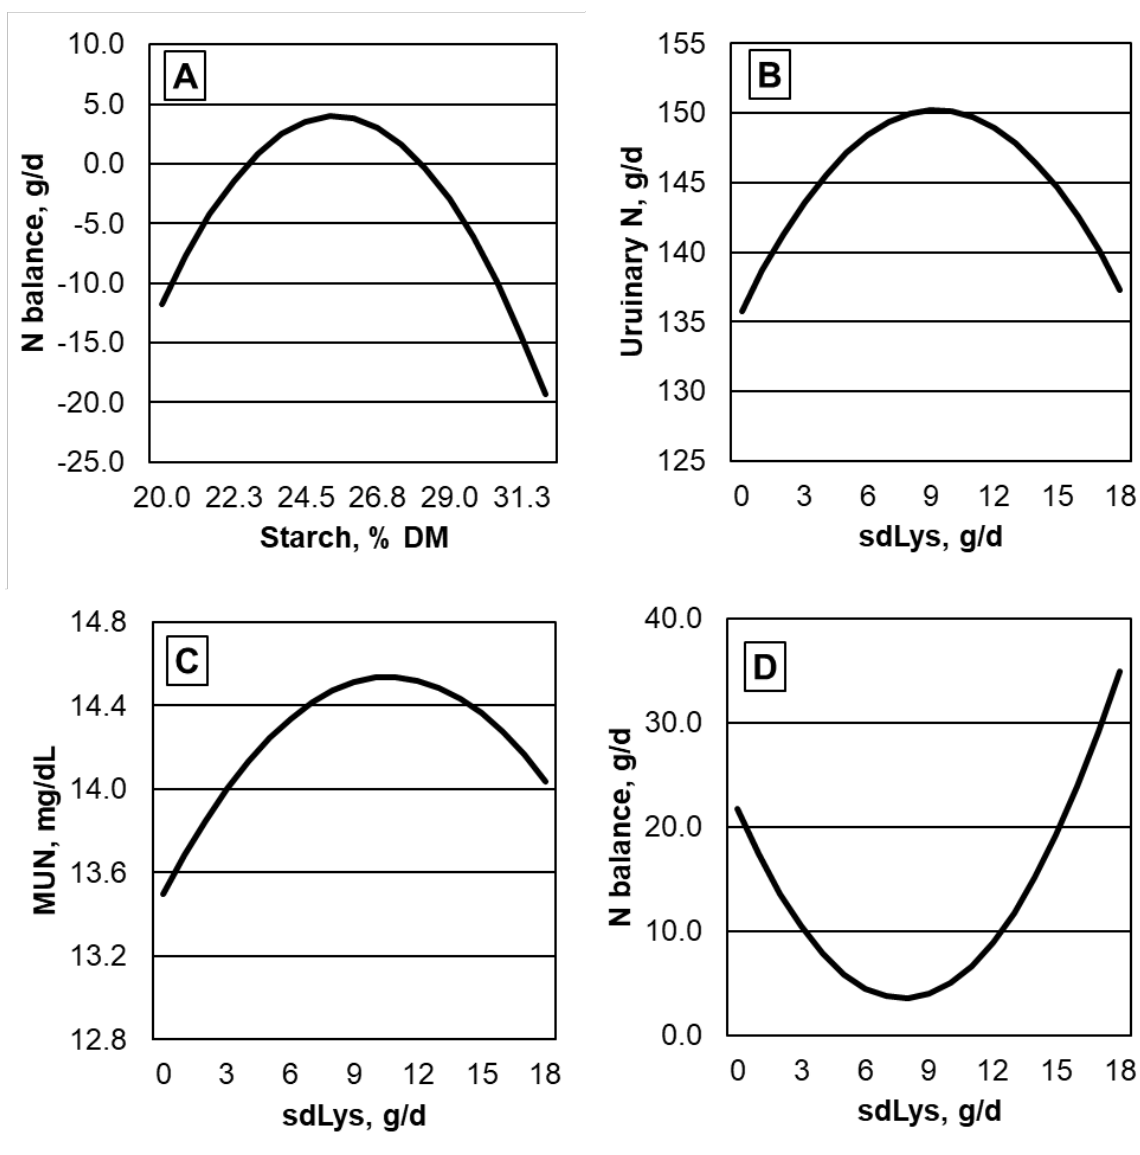 A
10.0
5.0
0.0
-5.0
-10.0
-15.0
-20.0
-25.0
N balance, g/d
20.0 22.3 24.5 26.8 29.0 31.3
Starch, % DM
B
155
150
145
140
135
130
125
Uruinary N, g/d
0 3 6 9 12 15 18
sdLys, g/d
C
14.8
14.4
14.0
13.6
13.2
12.8
MUN, mg/dL
0 3 6 9 12 15 18
sdLys, g/d
D
40.0
30.0
20.0
10.0
0.0
N balance, g/d
0 3 6 9 12 15 18
sdLys, g/d